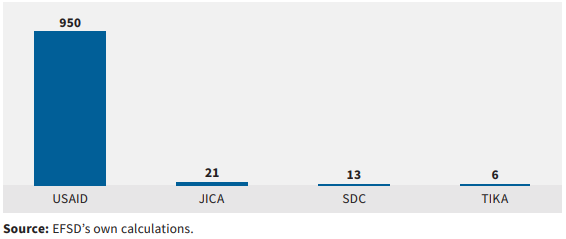 950
21
13
6
USAID JICA SDC TIKA
Source: EFSD's own calculations.